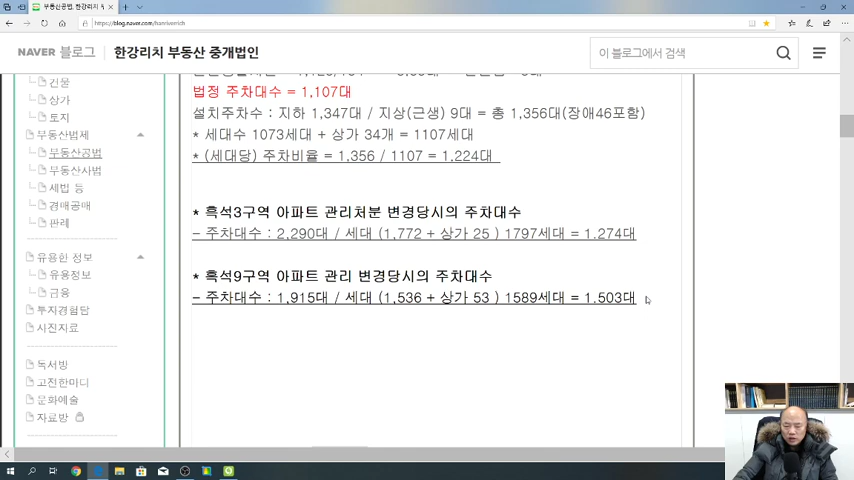 부동산공법, 한강리치 부
https://blog.naver.com/hanriverrich
NAVER 블로그
한강리치 부동산 중개법인
이 블로그에서 검색
건물
상가
토지
부동산법제
부동산공법
부동산사법
세법 등
경매공매
판례
유용한 정보
유용정보
금융
투자경험담
사진자료
독서방
고전한마디
문화예술
자료방
법정 주차대수 = 1,107대
설치주차수 : 지하 1,347대 / 지상(근생) 9대 = 총 1,356대(장애46포함)
* 세대수 1073세대 + 상가 34개 = 1107세대
* (세대당) 주차비율 = 1,356 / 1107 = 1.224대
* 흑석3구역 아파트 관리처분 변경당시의 주차대수
- 주차대수 : 2,290대 / 세대 (1,772 + 상가 25 ) 1797세대 = 1.274대
* 흑석9구역 아파트 관리 변경당시의 주차대수
- 주차대수 : 1,915대 / 세대 (1,536 + 상가 53 ) 1589세대 = 1.503대